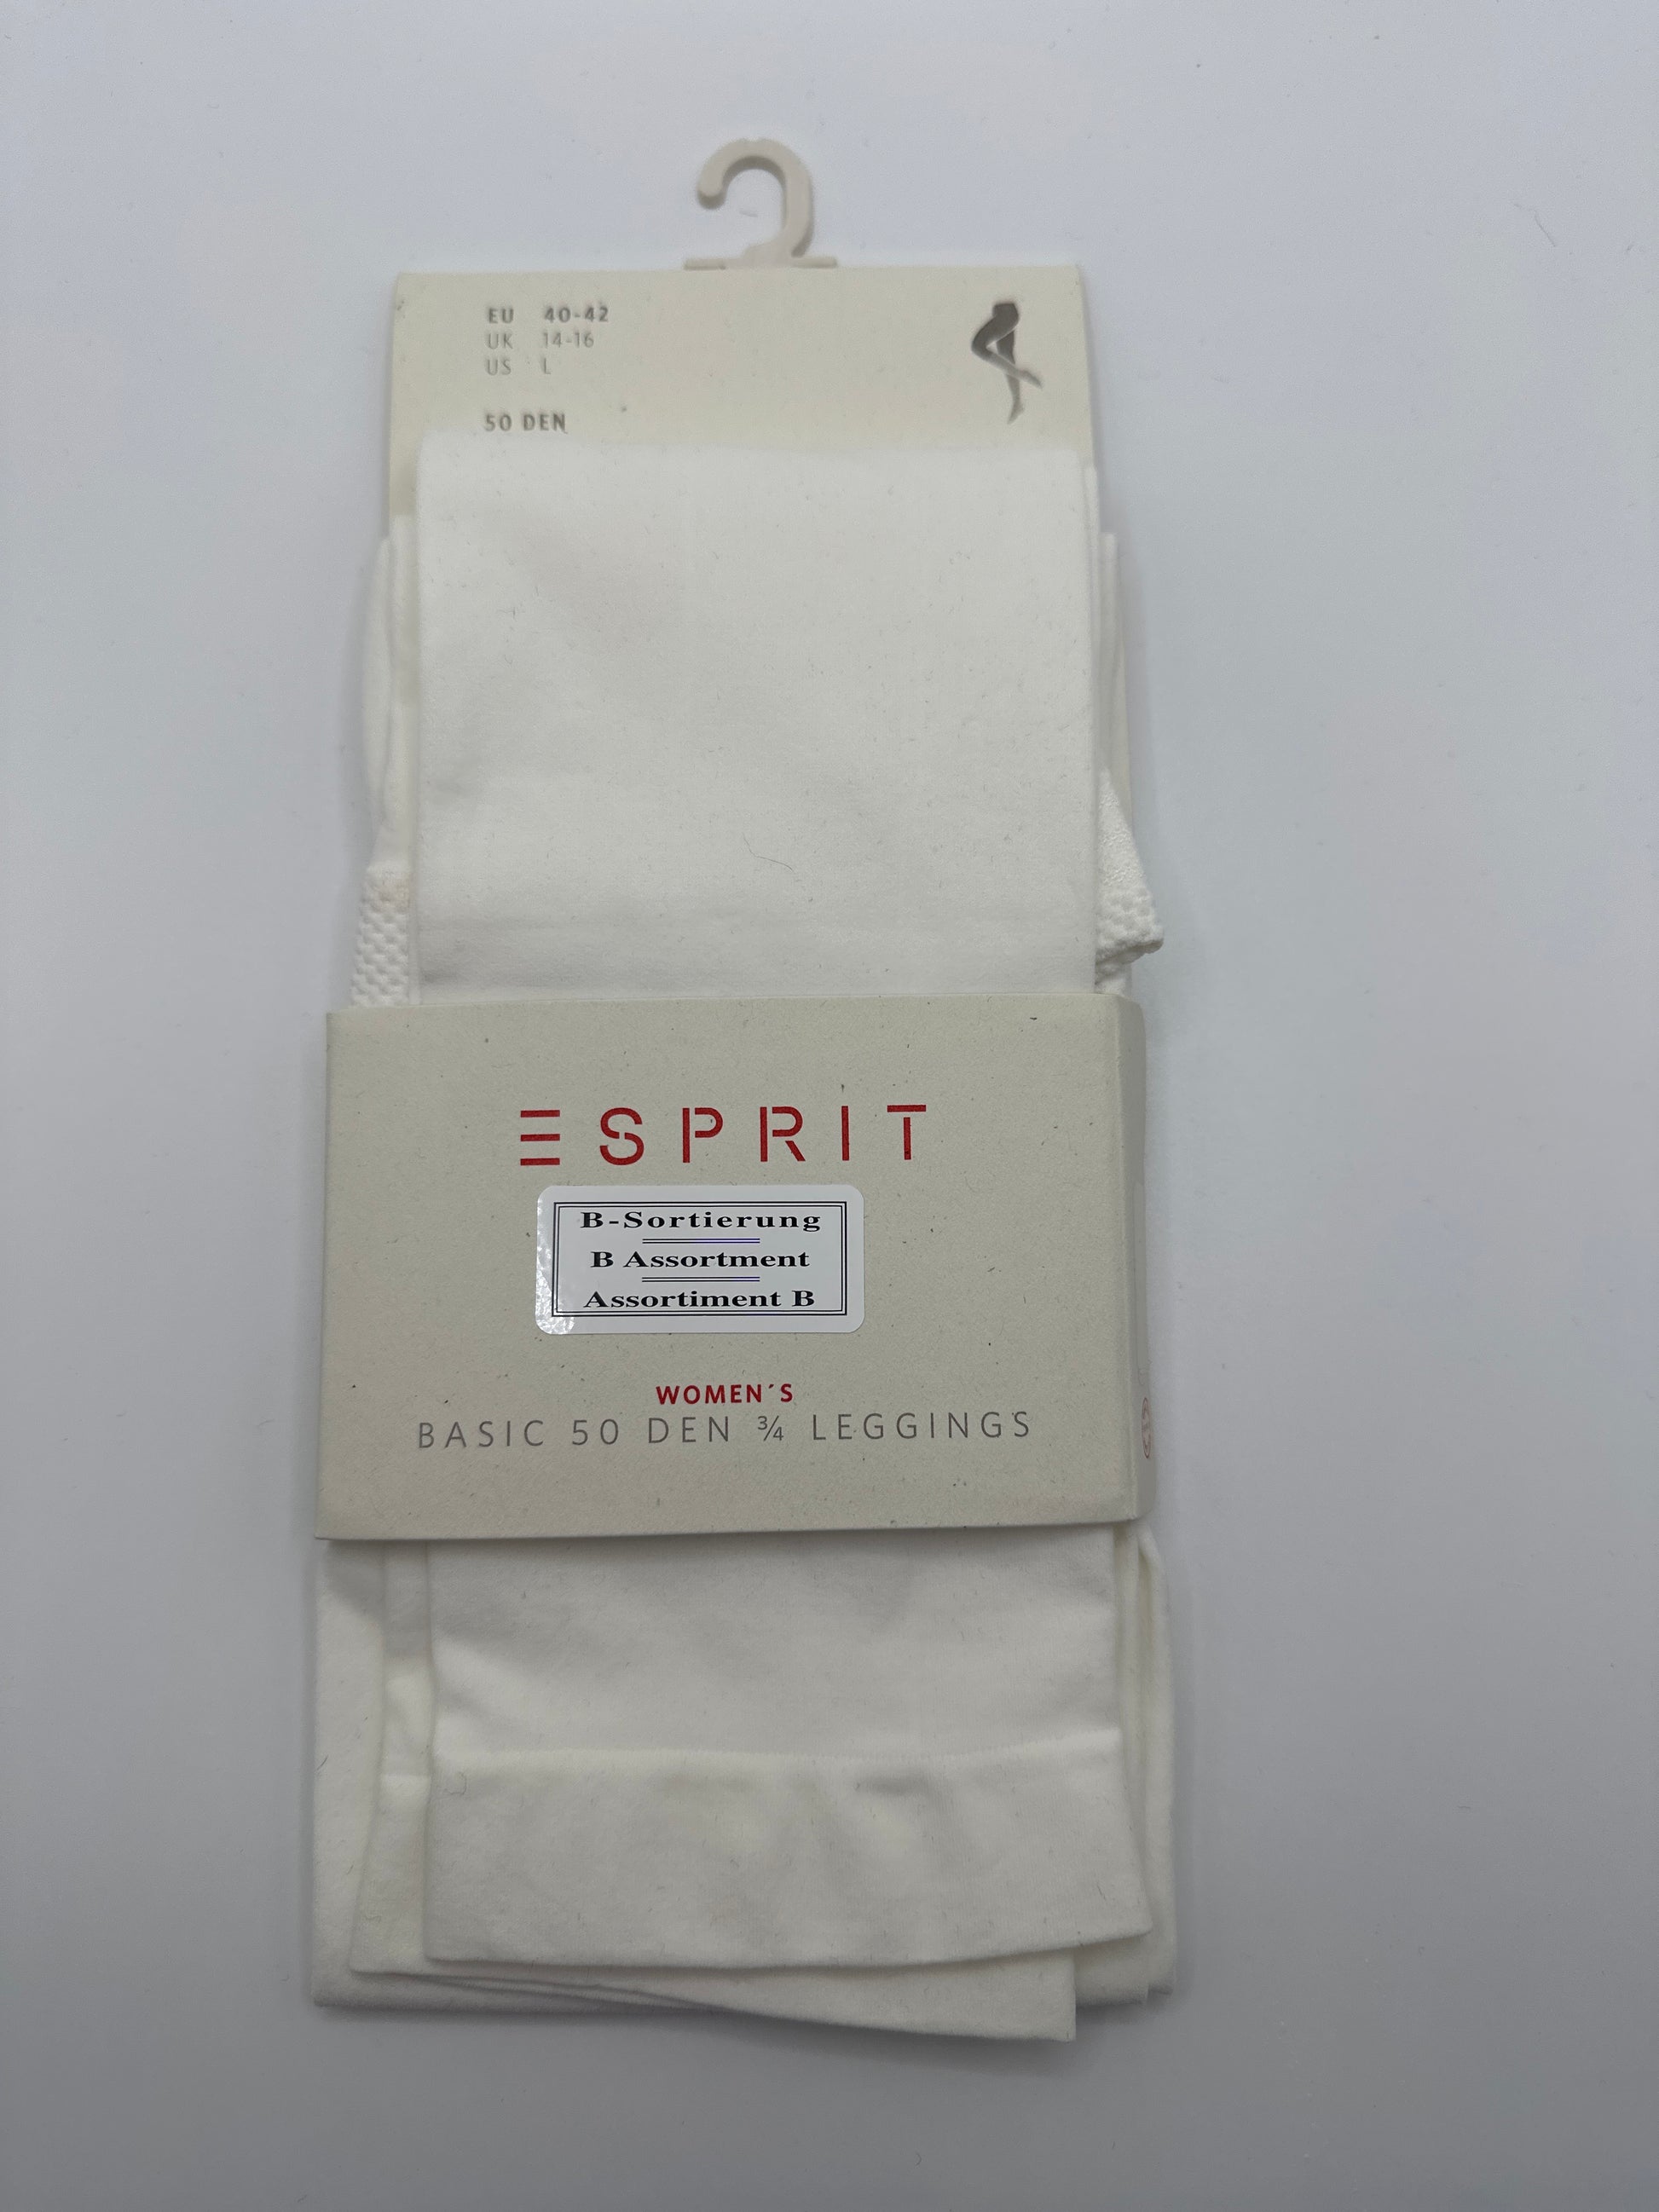 EU 40-42
UK 14-16
US L
50 DEN
ESPRIT
B-Sortierung
B Assortment
Assortiment B
WOMEN´S
BASIC 50 DEN ¾ LEGGINGS